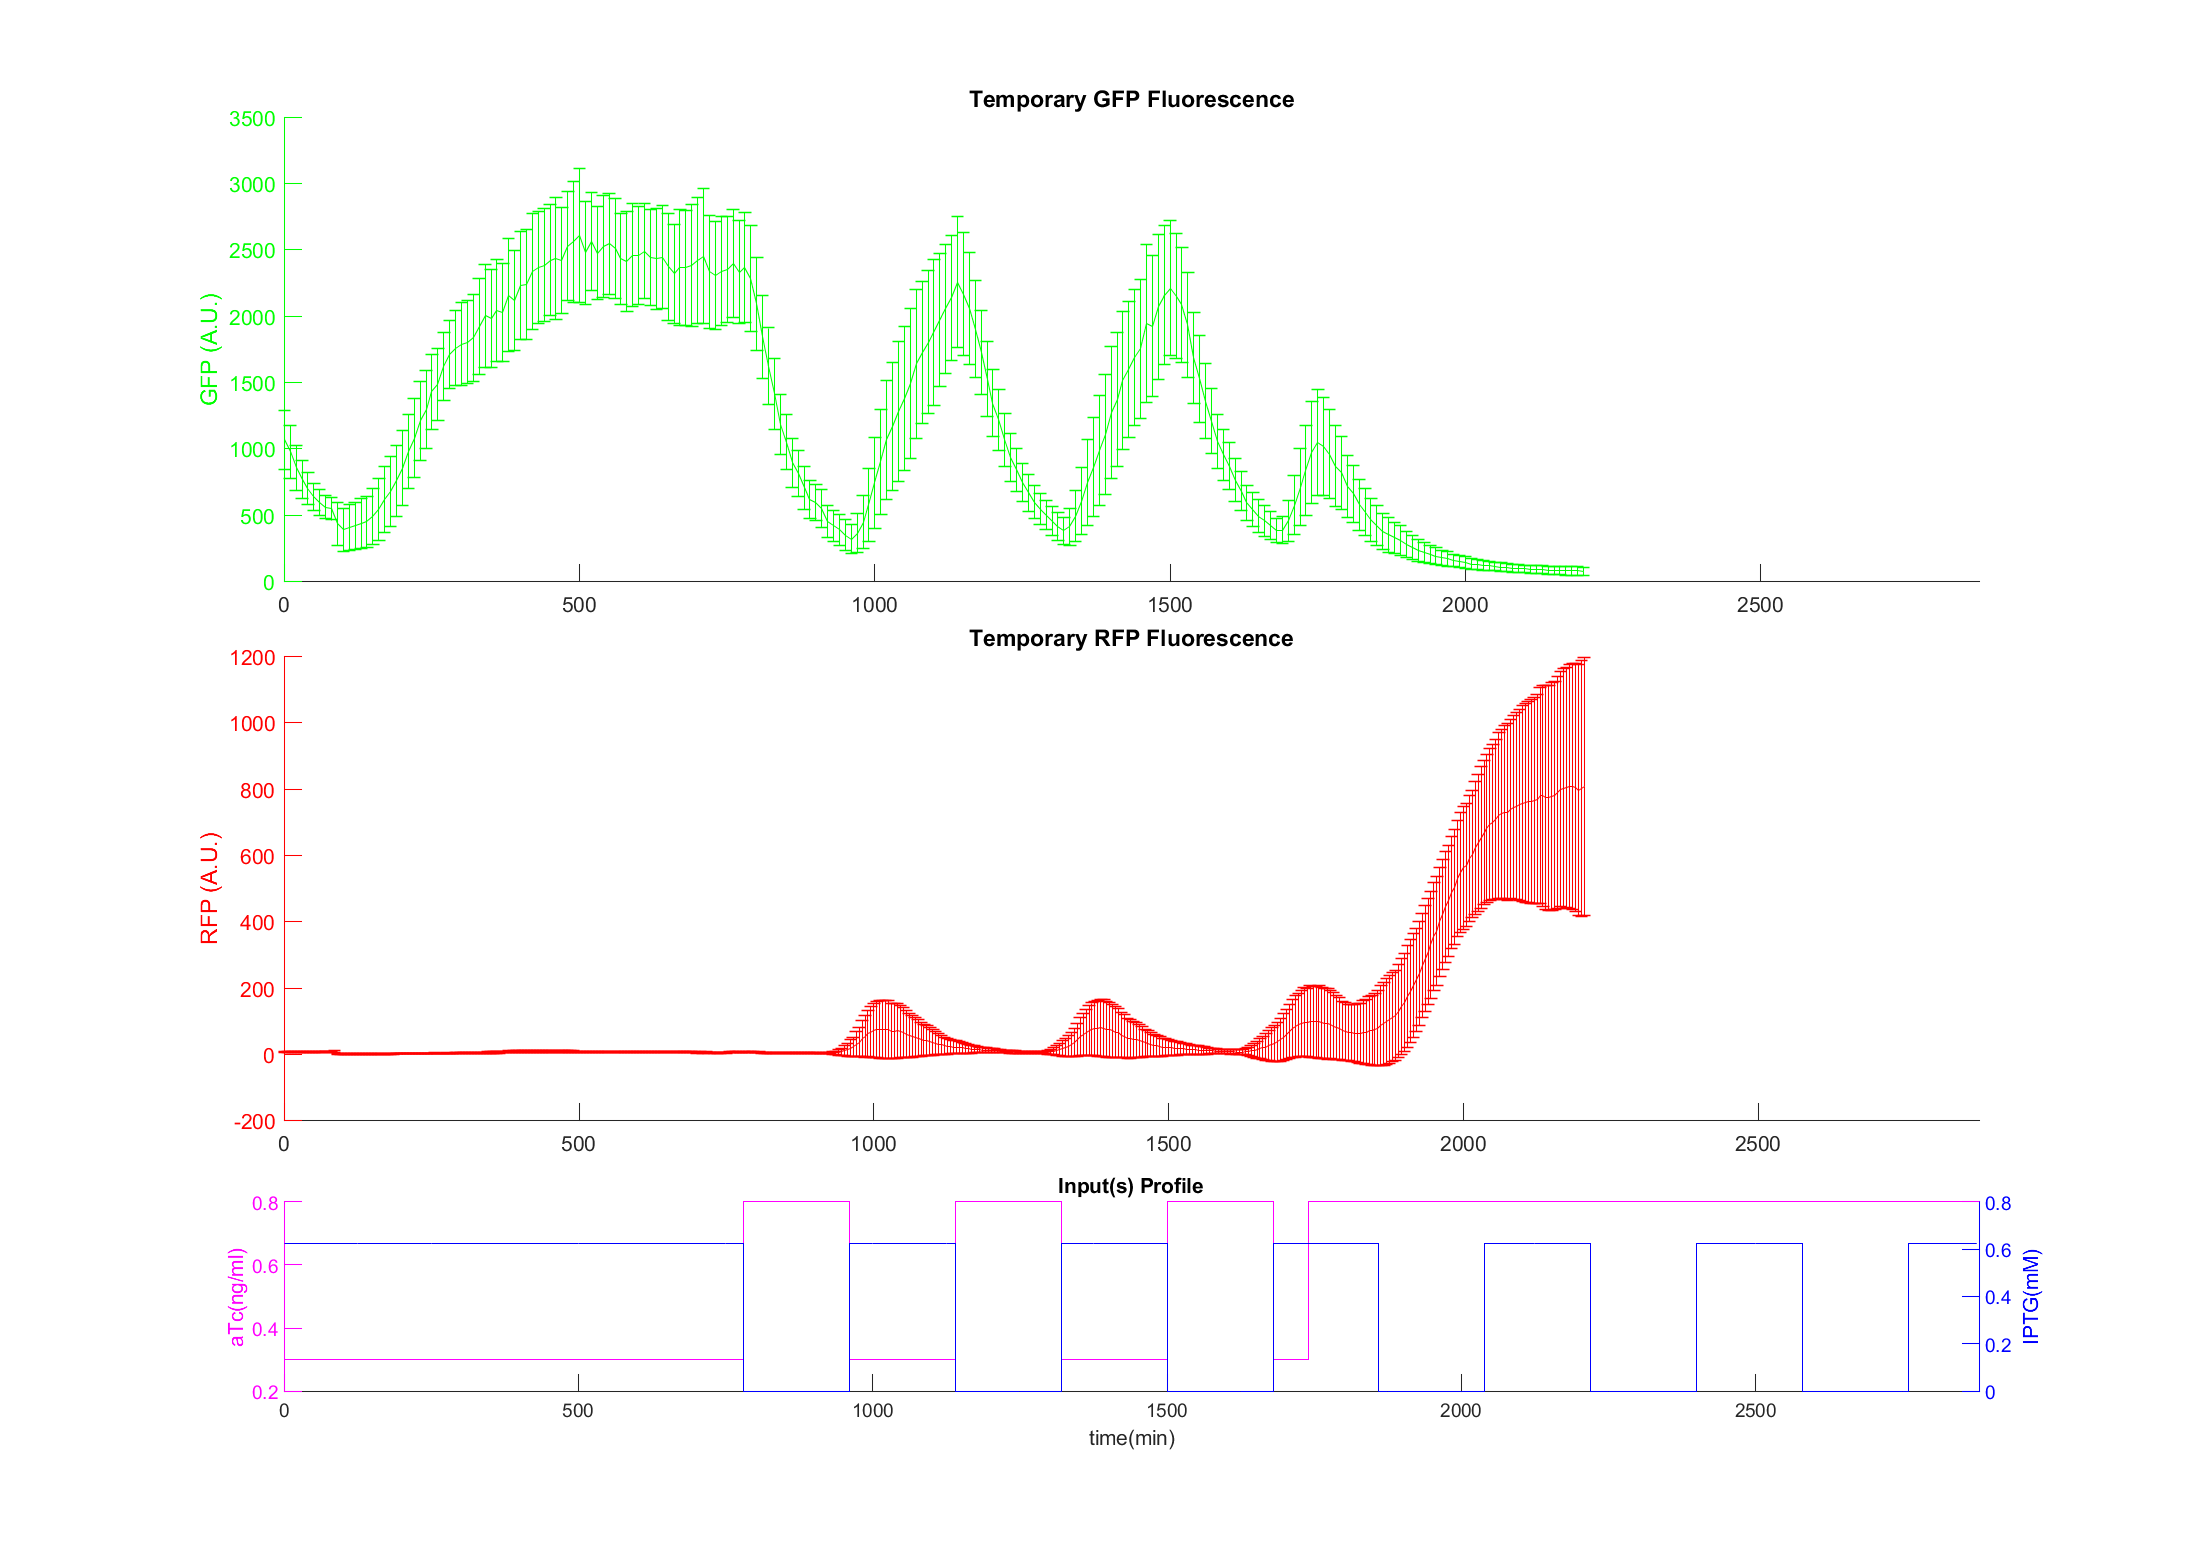 Temporary GFP Fluorescence
GFP (A.U.)
3500
3000
2500
2000
1500
1000
500
0
0 500 1000 1500 2000 2500
Temporary RFP Fluorescence
RFP (A.U.)
1200
1000
800
600
400
200
0
-200
0 500 1000 1500 2000 2500
Input(s) Profile
aTc(ng/ml)
0.8
0.6
0.4
0.2
0.8
0.6
0.4
0.2
0
IPTG(mM)
0 500 1000 1500 2000 2500
time(min)